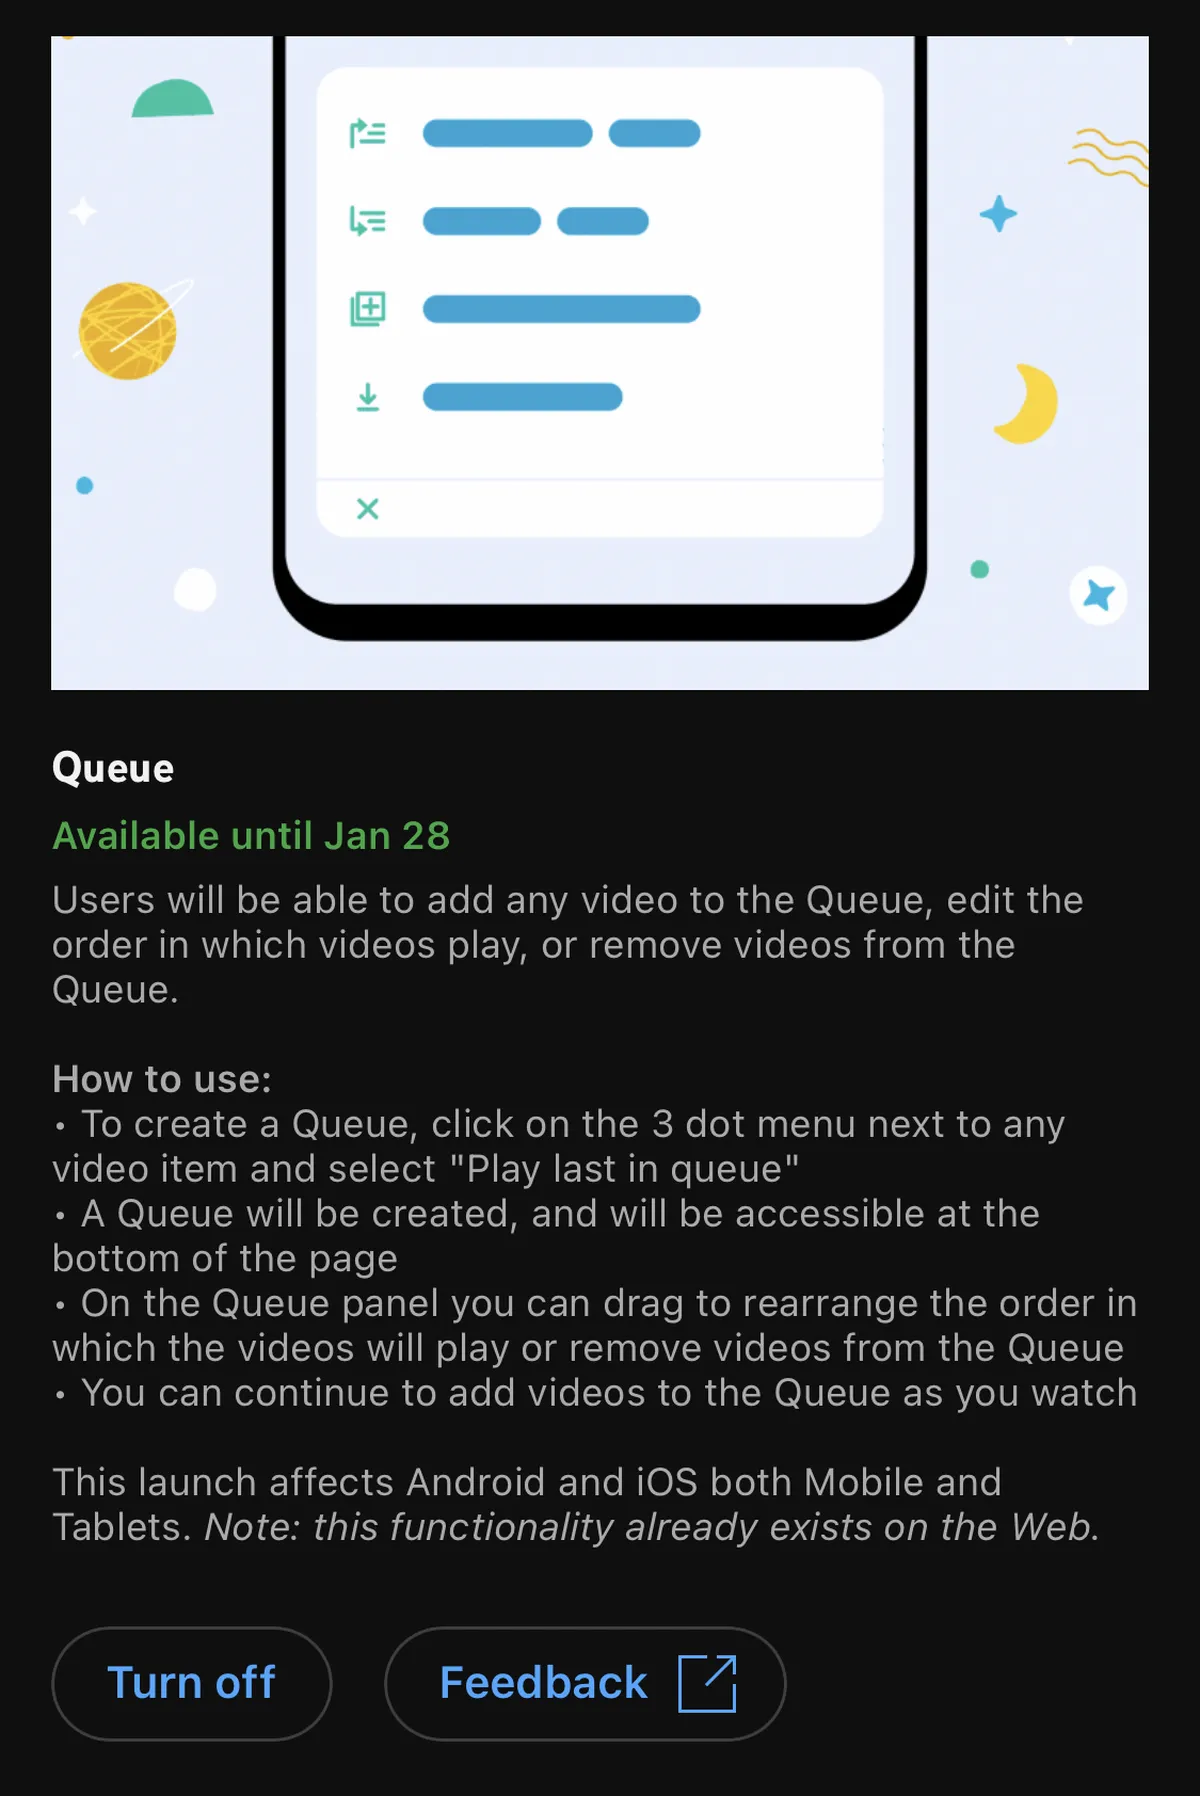 Queue
Available until Jan 28
Users will be able to add any video to the Queue, edit the
order in which videos play, or remove videos from the
Queue.
How to use:
• To create a Queue, click on the 3 dot menu next to any
video item and select "Play last in queue"
• A Queue will be created, and will be accessible at the
bottom of the page
• On the Queue panel you can drag to rearrange the order in
which the videos will play or remove videos from the Queue
• You can continue to add videos to the Queue as you watch
This launch affects Android and iOS both Mobile and
Tablets. Note: this functionality already exists on the Web.
Turn off
Feedback